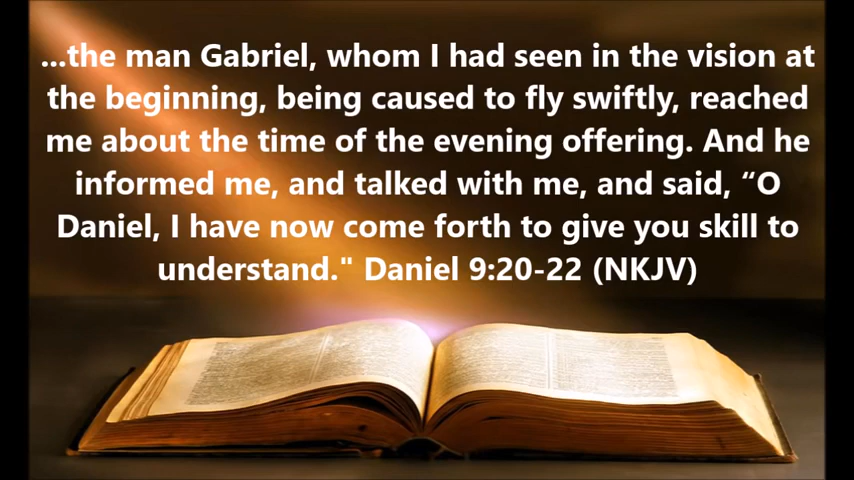 ...the man Gabriel, whom I had seen in the vision at
the beginning, being caused to fly swiftly, reached
me about the time of the evening offering. And he
informed me, and talked with me, and said, “O
Daniel, I have now come forth to give you skill to
understand." Daniel 9:20-22 (NKJV)